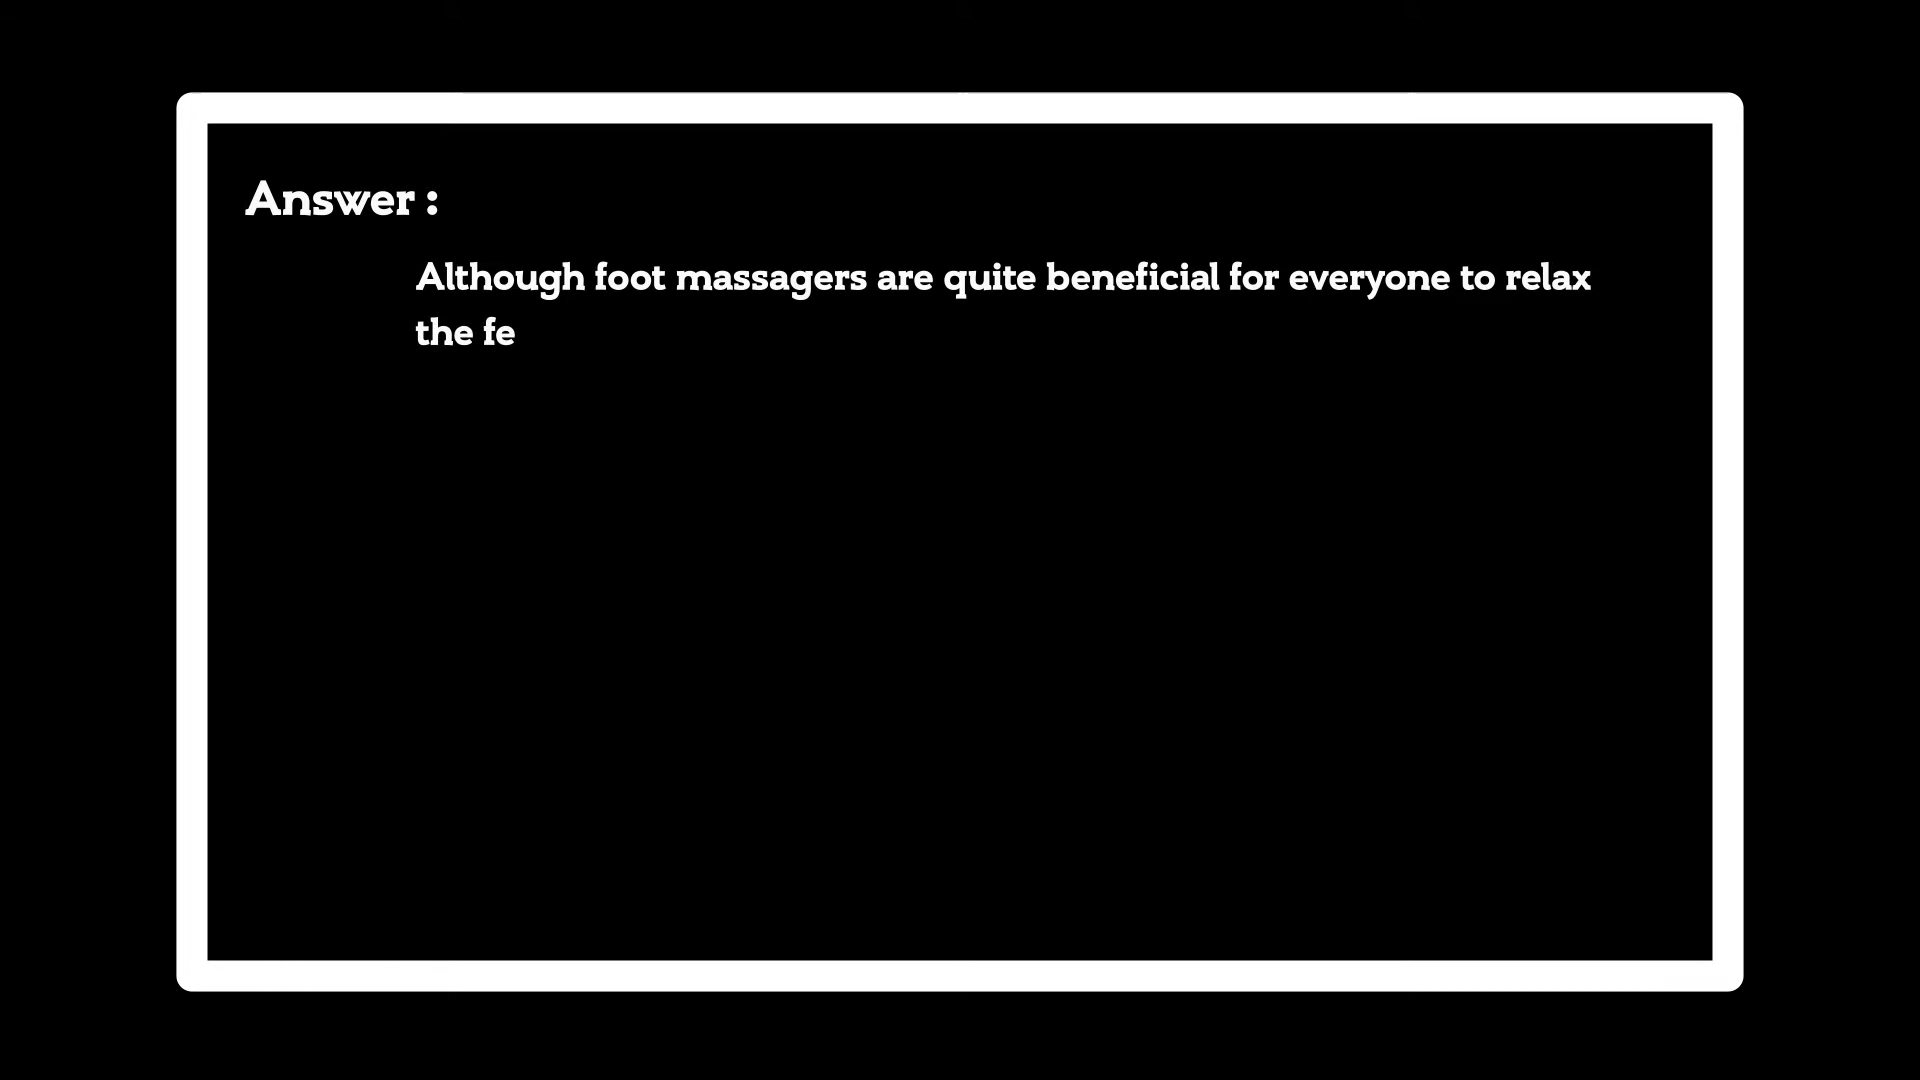 Answer :
Although foot massagers are quite beneficial for everyone to relax
the fe